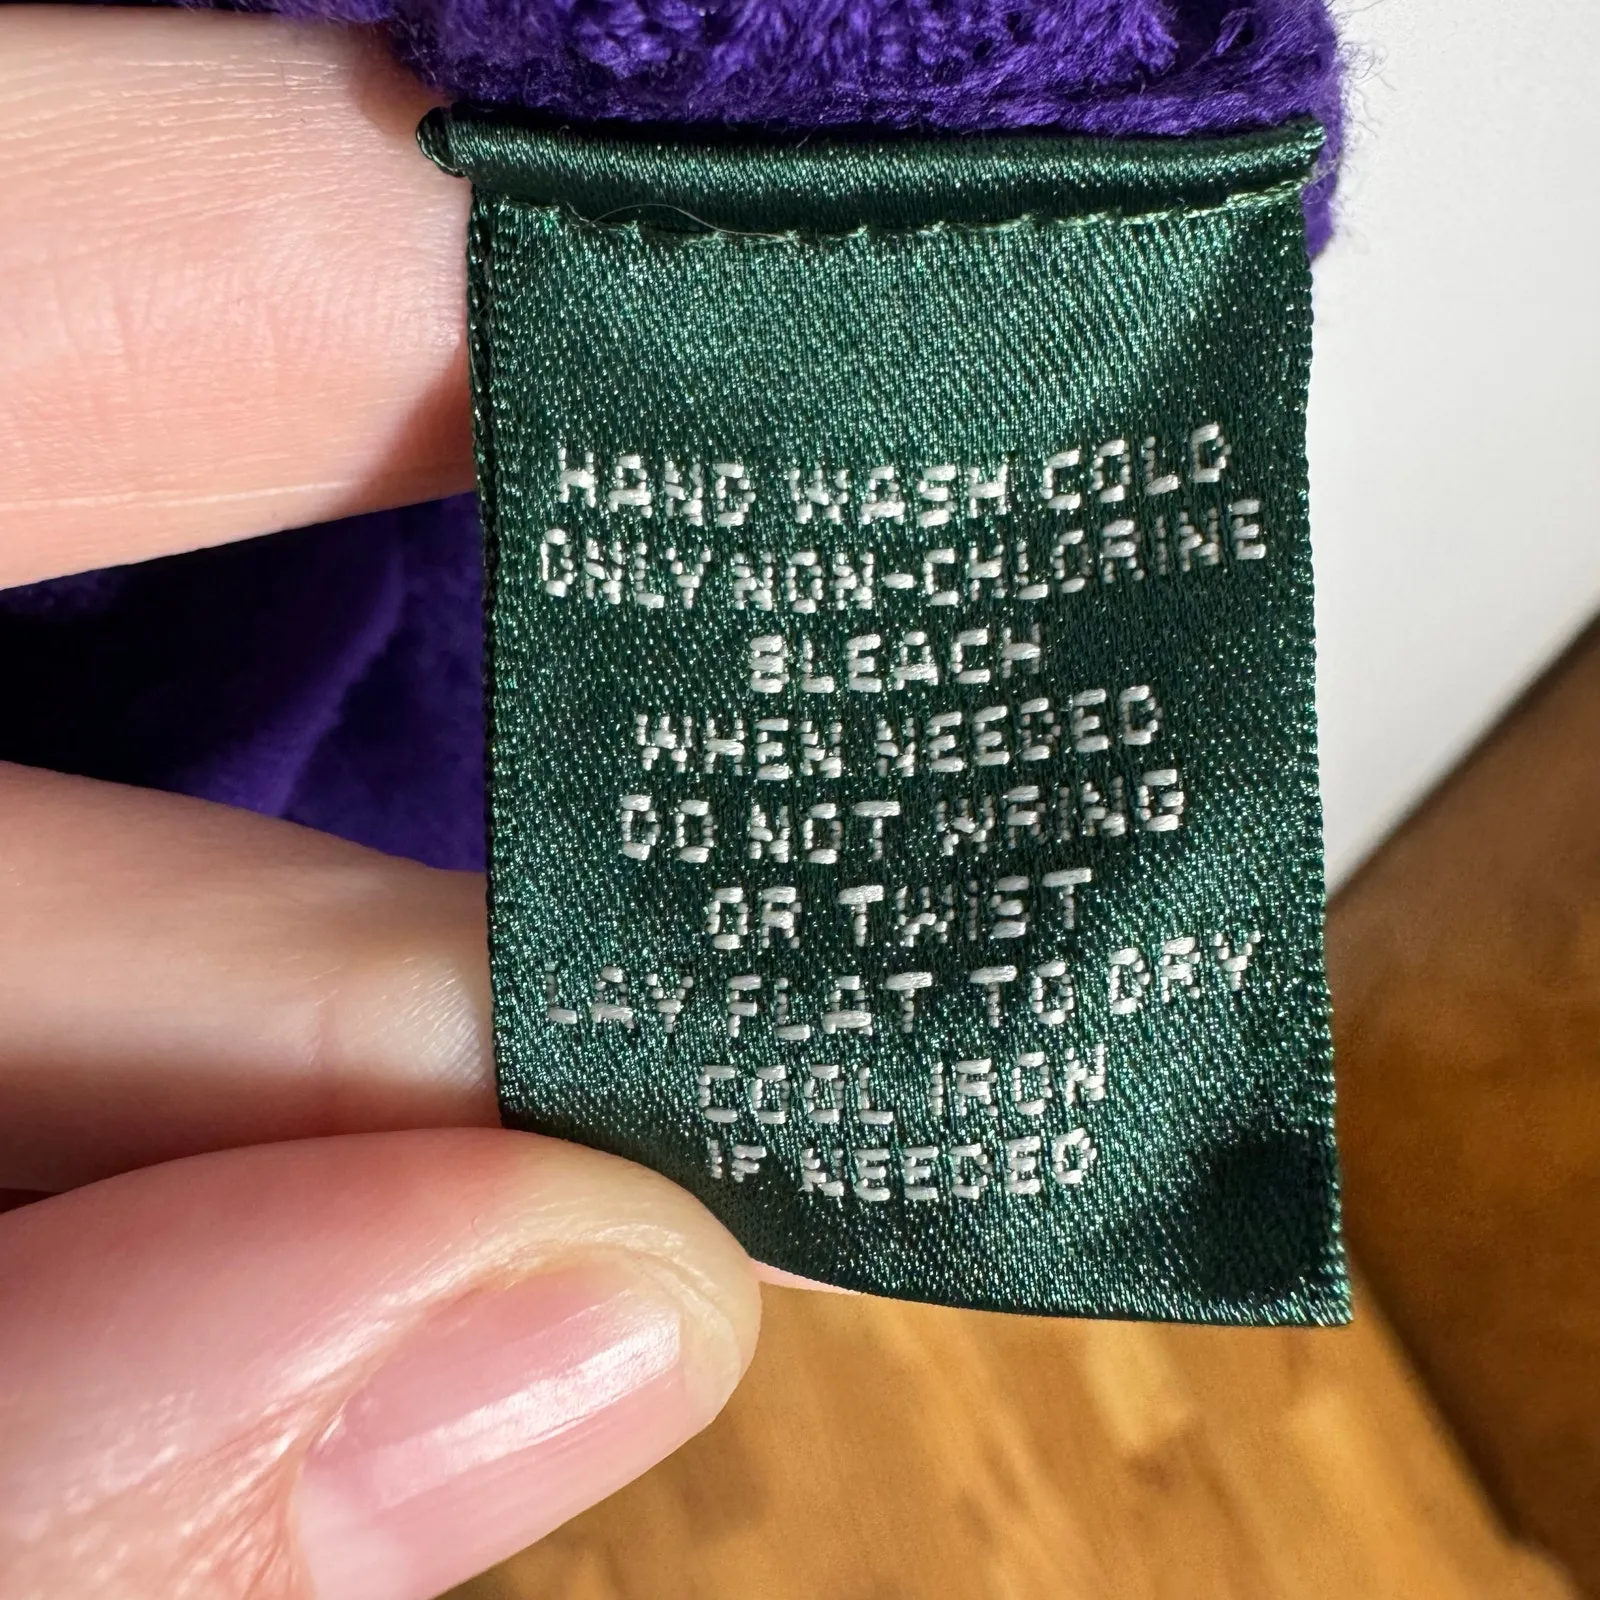 HAND WASH COLD
ONLY NON-CHLORINE
BLEACH
WHEN NEEDED
DO NOT WRING
OR TWIST
LAY FLAT TO DRY
COOL IRON
IF NEEDED